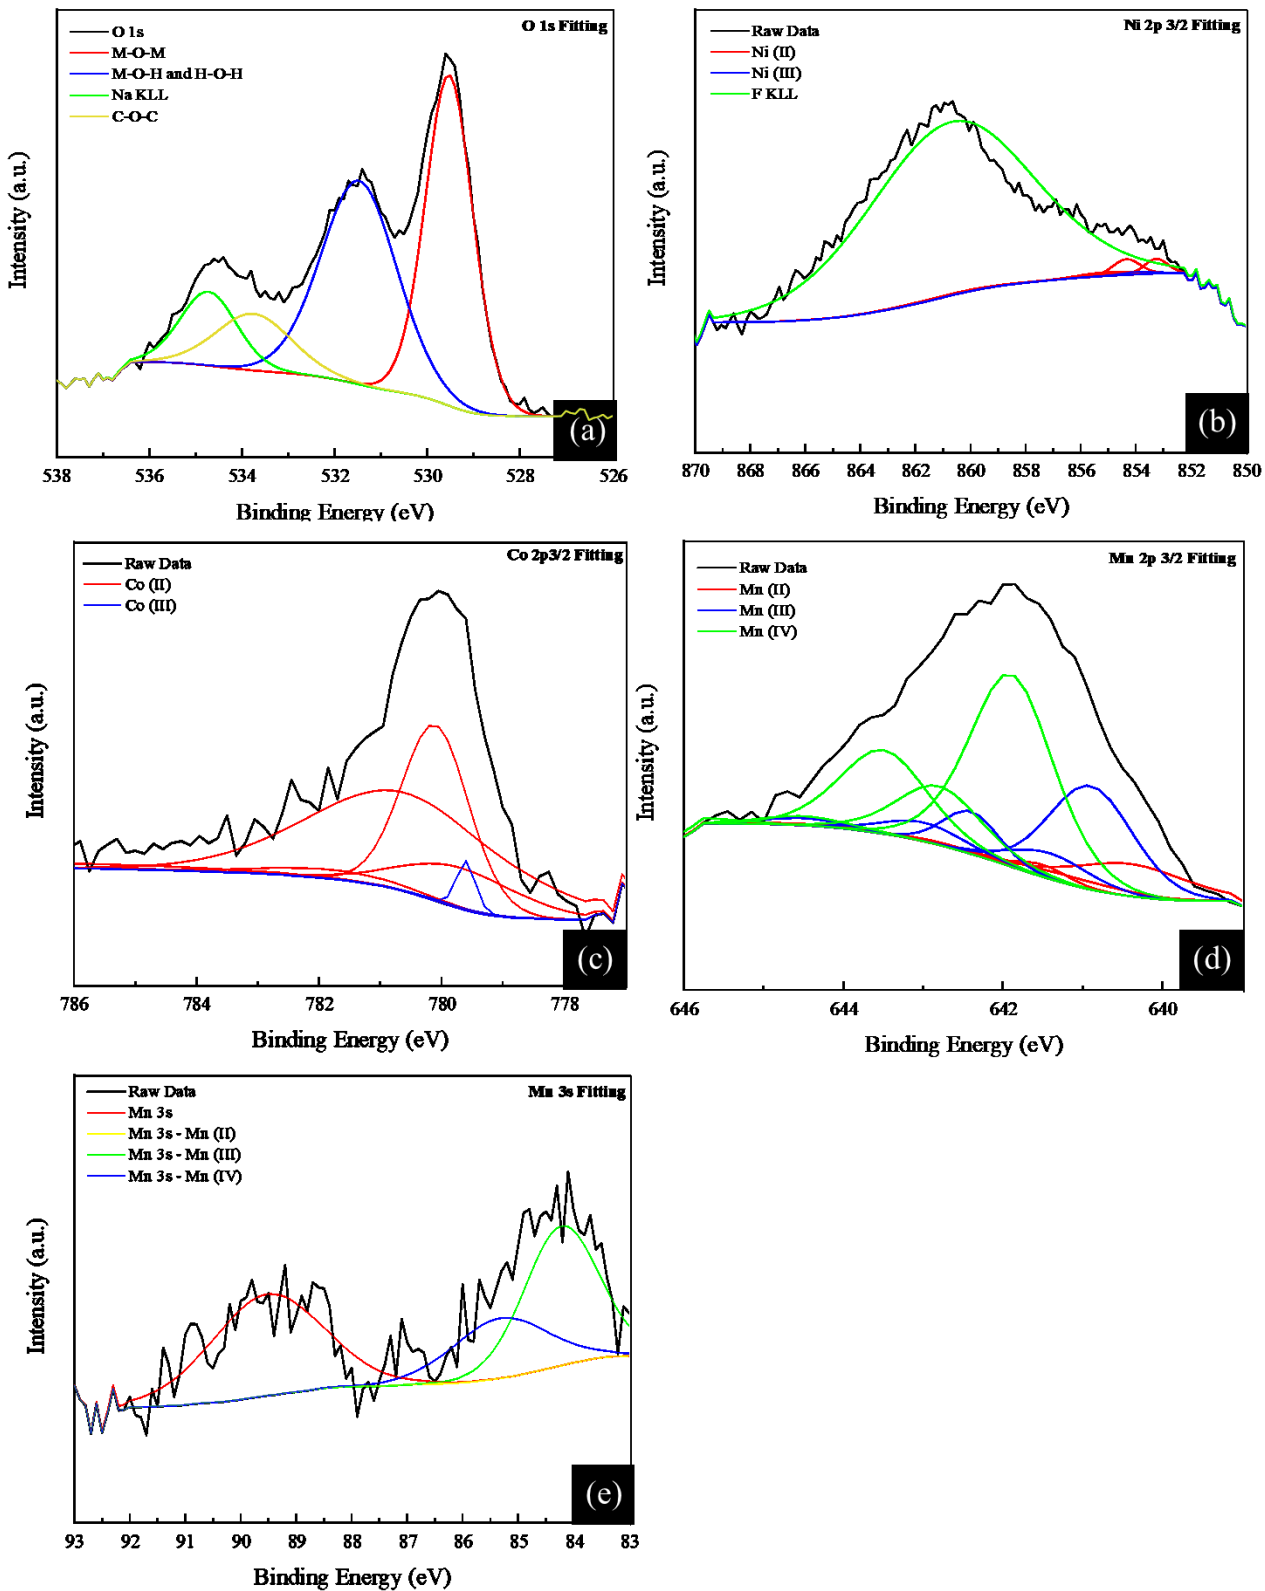 O 1s Fitting
O 1s
M-O-M
M-O-H and H-O-H
Na KLL
C-O-C
Intensity (a.u.)
(a)
538 536 534 532 530 528 526
Binding Energy (eV)
Ni 2p 3/2 Fitting
Raw Data
Ni (II)
Ni (III)
F KLL
Intensity (a.u.)
(b)
870 868 866 864 862 860 858 856 854 852 850
Binding Energy (eV)
Co 2p3/2 Fitting
Raw Data
Co (II)
Co (III)
Intensity (a.u.)
(c)
786 784 782 780 778
Binding Energy (eV)
Mn 2p 3/2 Fitting
Raw Data
Mn (II)
Mn (III)
Mn (IV)
Intensity (a.u.)
(d)
646 644 642 640
Binding Energy (eV)
Mn 3s Fitting
Raw Data
Mn 3s
Mn 3s - Mn (II)
Mn 3s - Mn (III)
Mn 3s - Mn (IV)
Intensity (a.u.)
(e)
93 92 91 90 89 88 87 86 85 84 83
Binding Energy (eV)